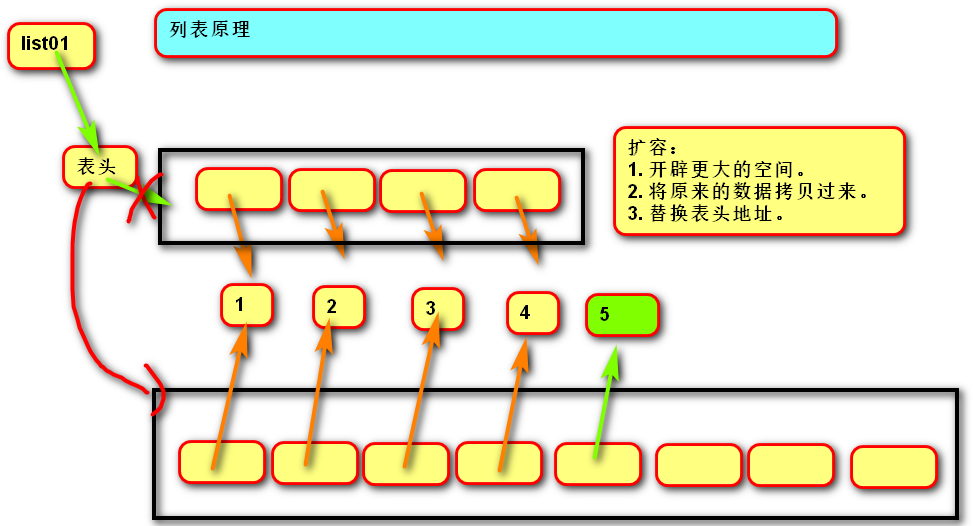 列表原理
list01
表头
扩容：
1. 开辟更大的空间。
2. 将原来的数据拷贝过来。
3. 替换表头地址。
1
2
3
4
5